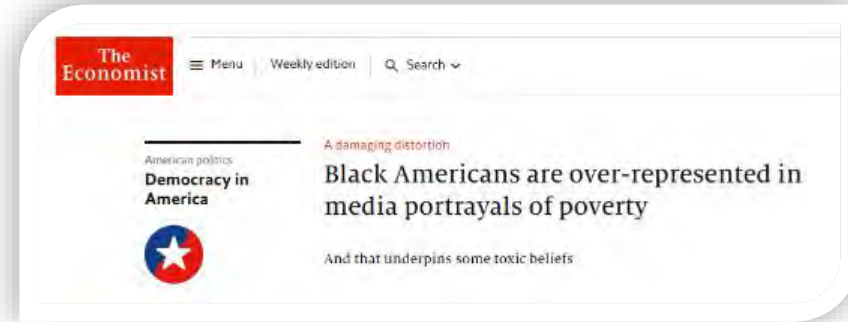 The
Economist
Menu
Weekly edition
Search
American politics
Democracy in
America
A damaging distortion
Black Americans are over-represented in
media portrayals of poverty
And that underpins some toxic beliefs